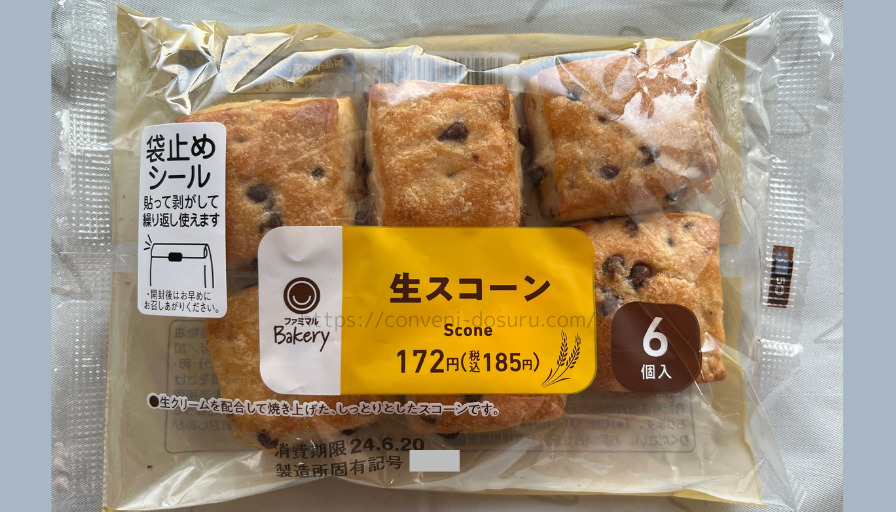 袋止め
シール
貼って剥がして
繰り返し使えます
・開封後はお早めに
お召しあがりください。
ファミマル
Bakery
生スコーン
https://conveni-dosuru.com/
Scone
172円(税込185円)
6
個入
●生クリームを配合して焼き上げた、しっとりとしたスコーンです。
消費期限 24.6.20
製造所固有記号